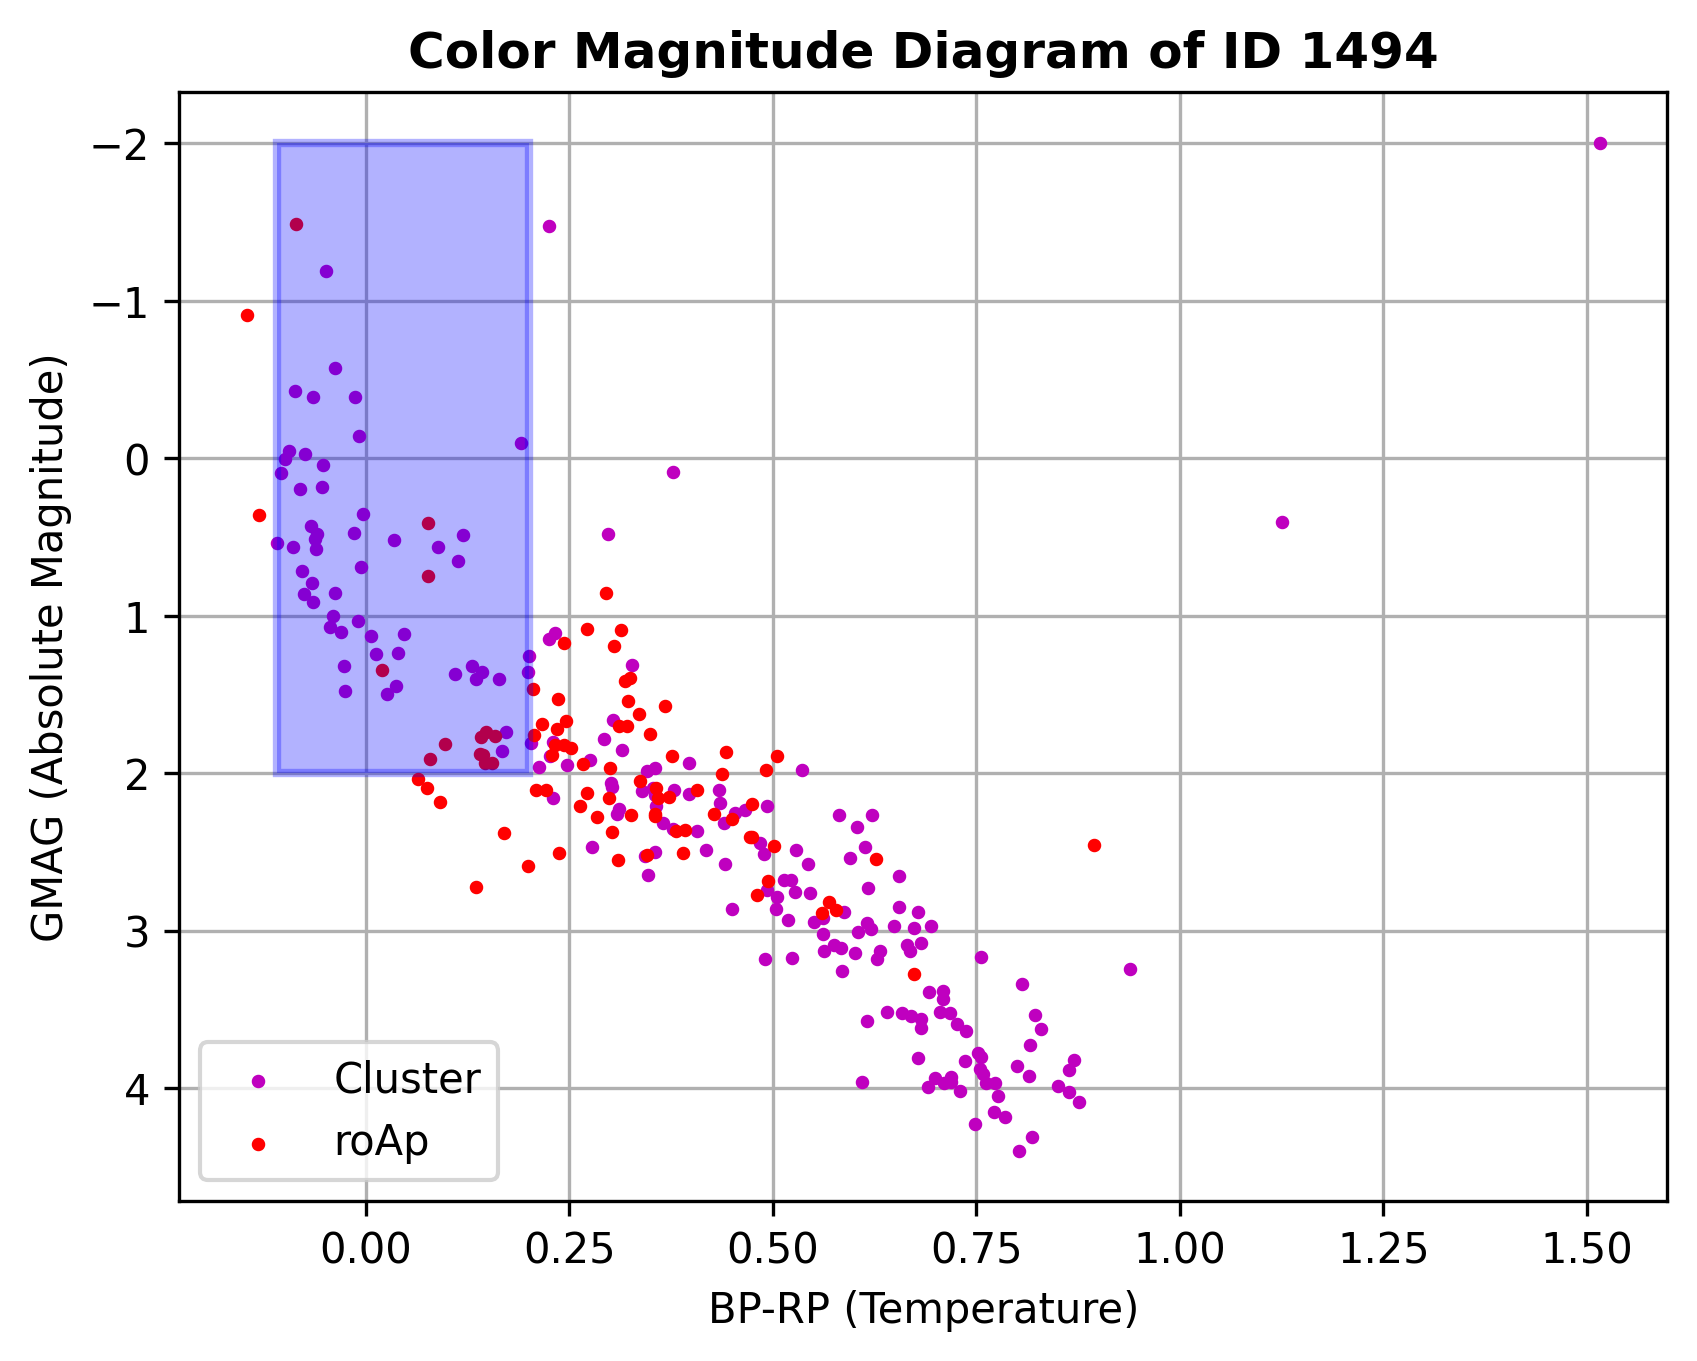 Color Magnitude Diagram of ID 1494
GMAG (Absolute Magnitude)
−2
−1
0
1
2
3
4
Cluster
roAp
0.00 0.25 0.50 0.75 1.00 1.25 1.50
BP-RP (Temperature)